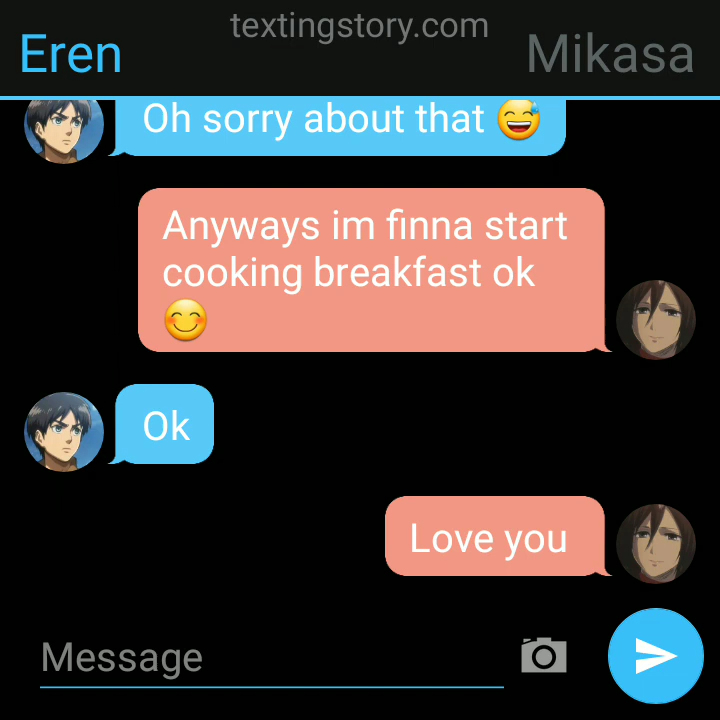 textingstory.com
Eren
Mikasa
Oh sorry about that 😅
Anyways im finna start
cooking breakfast ok
😊
Ok
Love you
Message